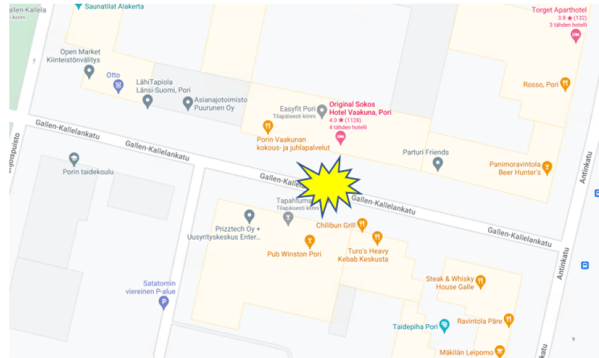 Saunatilat Alakerta
Torget Aparthotel
3.8 ★ (132)
3 tähden hotelli
Open Market
Kiinteistönvälitys
Otto
LähiTapiola
Länsi-Suomi, Pori
Asianajotoimisto
Puurunen Oy
Easyfit Pori
Tilapäisesti kiinni
Original Sokos
Hotel Vaakuna, Pori
4.0 ★ (1128)
4 tähden hotelli
Rosso, Pori
Porin Vaakunan
kokous- ja juhlapalvelut
Parturi Friends
Panimoravintola
Beer Hunter's
Antinkatu
Gallen-Kallelankatu
Gallen-Kallelankatu
Porin taidekoulu
Gallen-Kallelankatu
Gallen-Kallelankatu
Prizztech Oy +
Uusyrityskeskus Enter...
Tilapäisesti kiinni
Chilibun Grill
Pub Winston Pori
Turo's Heavy
Kebab Keskusta
Antinkatu
Satatornin
viereinen P-alue
P
Steak & Whisky
House Galle
Taidepiha Pori
Ravintola Päre
Mäkilän Leipomo